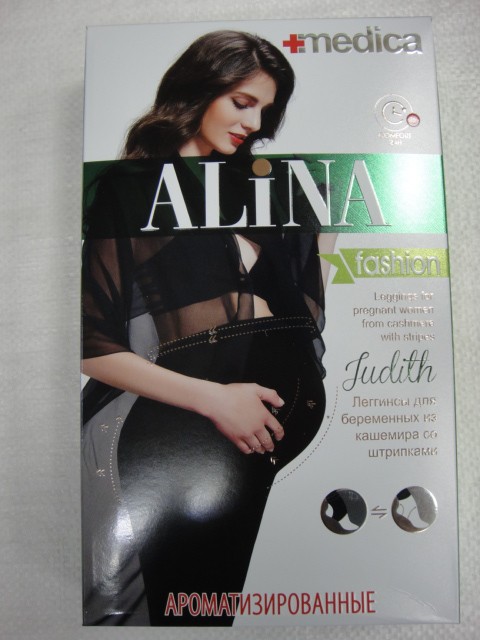 medica
ALiNA
fashion
Leggings for
pregnant women
from cashmere
with stripes
Judith
Леггинсы для
беременных из
кашемира со
штрипками
АРОМАТИЗИРОВАННЫЕ